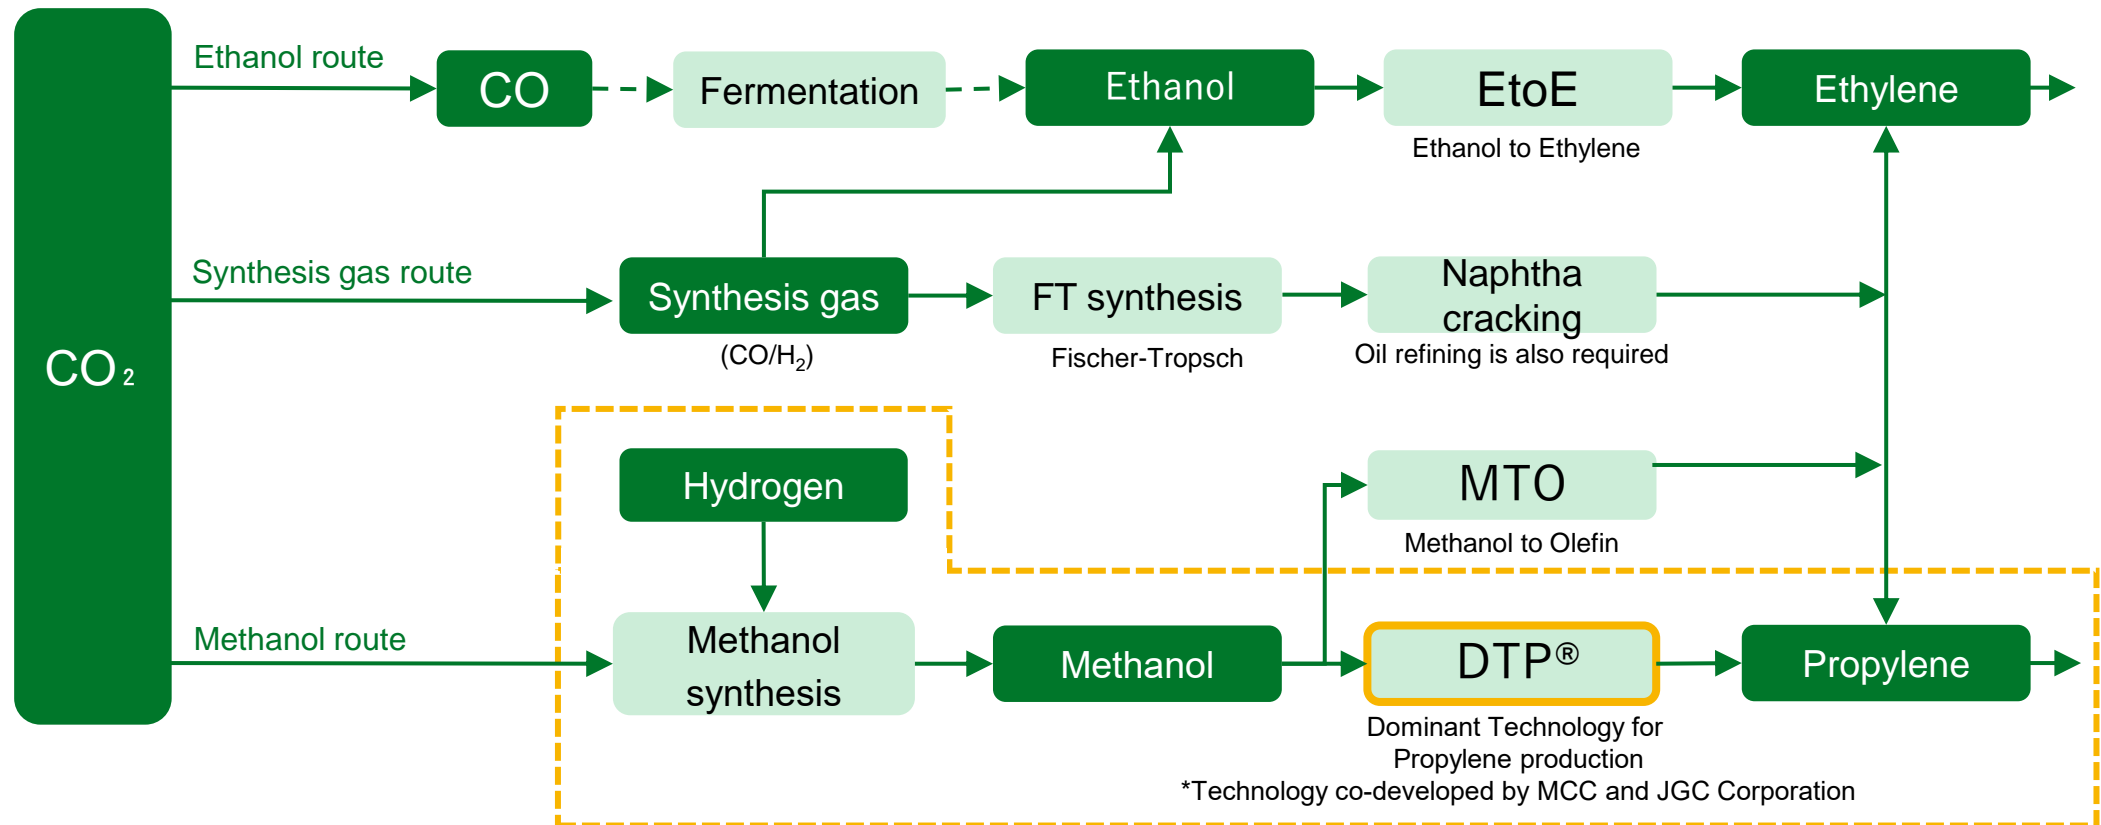 CO₂
Ethanol route
CO
Fermentation
Ethanol
EtoE
Ethanol to Ethylene
Ethylene
Synthesis gas route
Synthesis gas
(CO/H₂)
FT synthesis
Fischer-Tropsch
Naphtha
cracking
Oil refining is also required
Hydrogen
MTO
Methanol to Olefin
Methanol route
Methanol
synthesis
Methanol
DTP®
Dominant Technology for
Propylene production
*Technology co-developed by MCC and JGC Corporation
Propylene